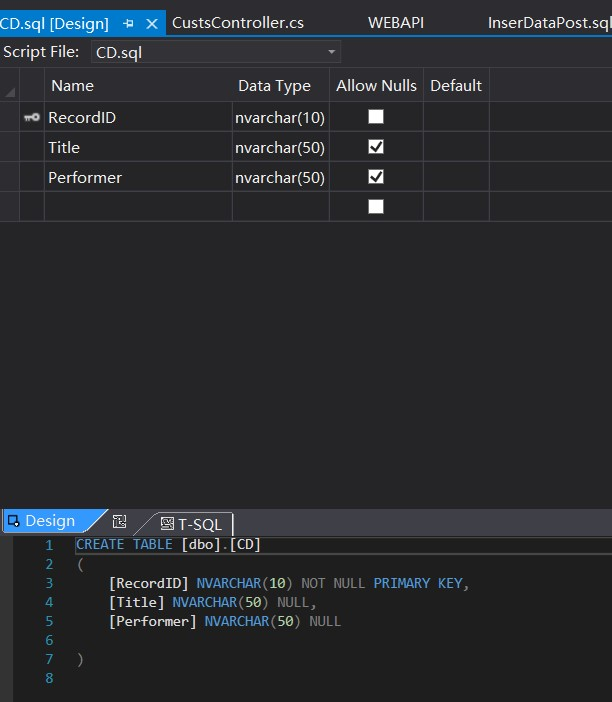 CD.sql [Design] CustsController.cs WEBAPI InserDataPost.sql
Script File: CD.sql
Name Data Type Allow Nulls Default
RecordID nvarchar(10)
Title nvarchar(50)
Performer nvarchar(50)
Design T-SQL
1 CREATE TABLE [dbo].[CD]
2 (
3 [RecordID] NVARCHAR(10) NOT NULL PRIMARY KEY,
4 [Title] NVARCHAR(50) NULL,
5 [Performer] NVARCHAR(50) NULL
6
7 )
8